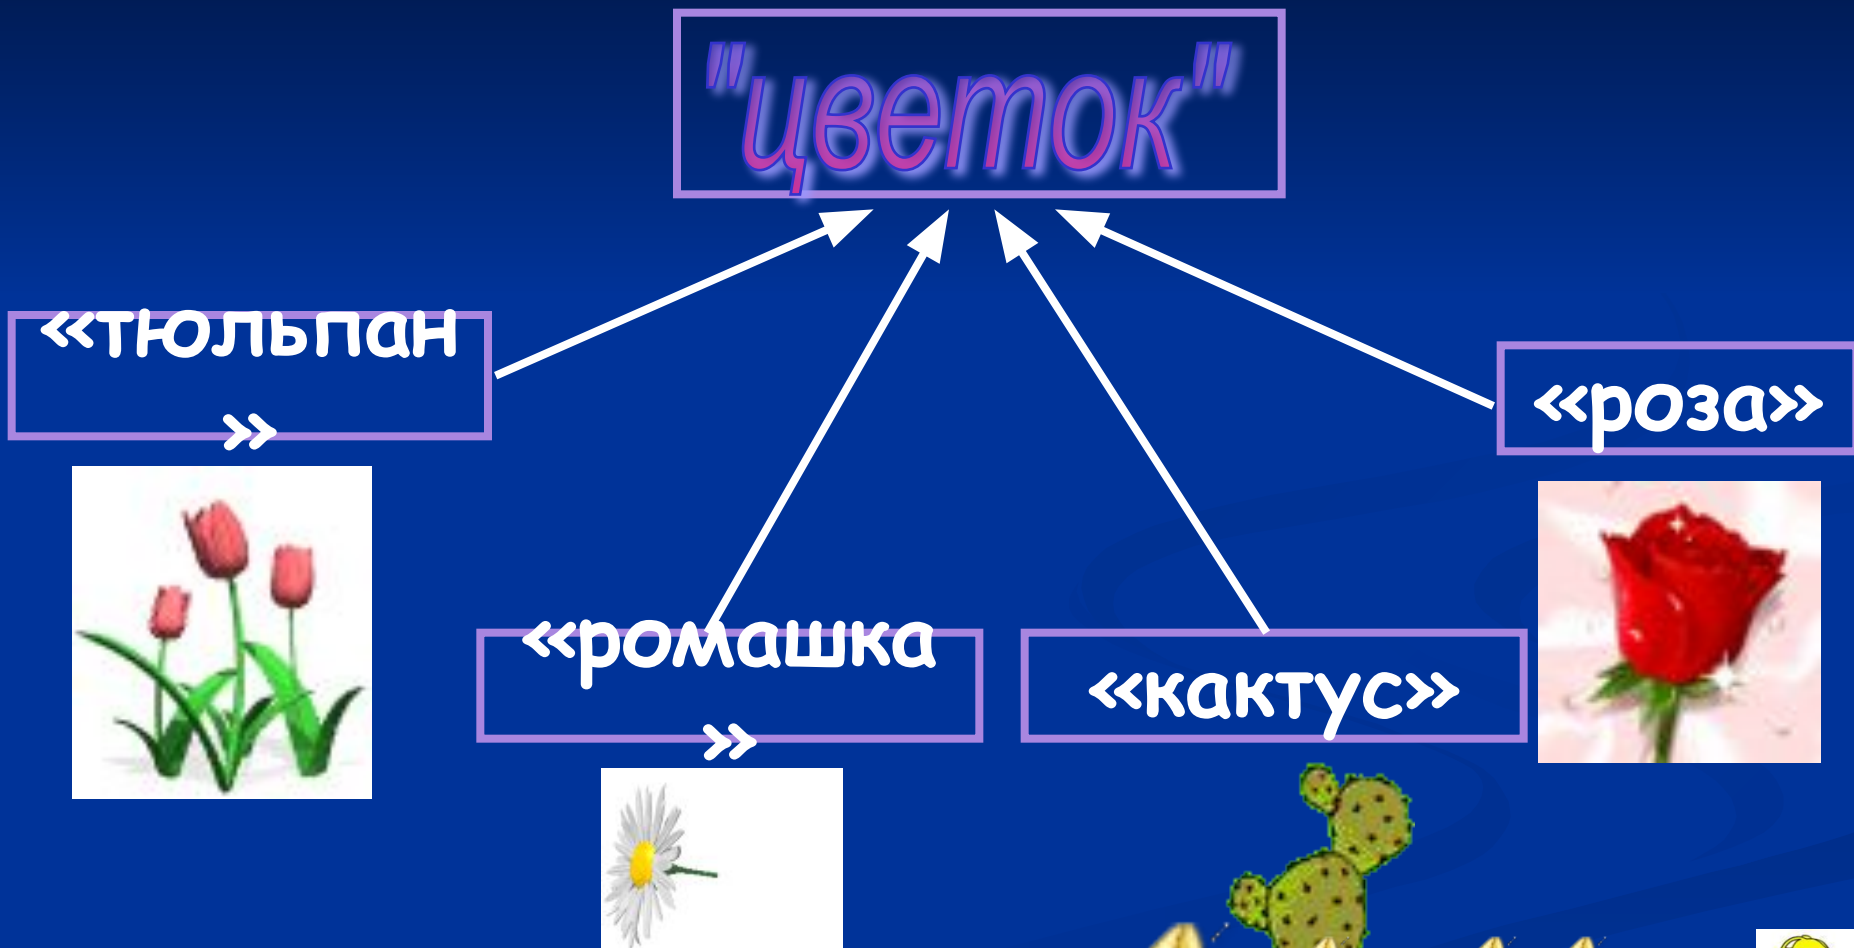 "цветок"
«тюльпан
»
«роза»
«ромашка
»
«кактус»